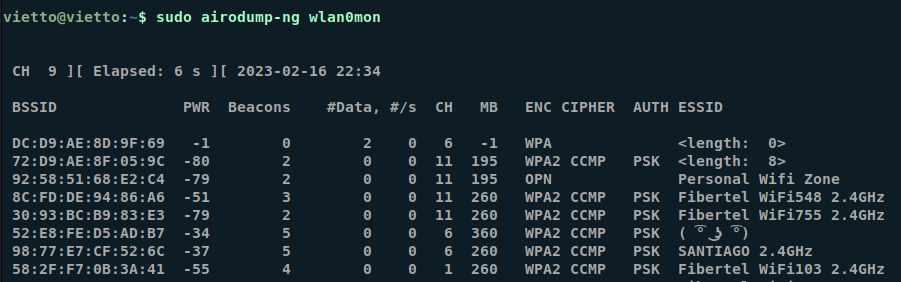 vietto@vietto:~$ sudo airodump-ng wlan0mon
CH  9 ][ Elapsed: 6 s ][ 2023-02-16 22:34
BSSID              PWR  Beacons    #Data, #/s  CH   MB   ENC CIPHER  AUTH ESSID
DC:D9:AE:8D:9F:69   -1        0        2    0   6   -1   WPA              <length:  0>
72:D9:AE:8F:05:9C  -80        2        0    0  11  195   WPA2 CCMP   PSK  <length:  8>
92:58:51:68:E2:C4  -79        2        0    0  11  195   OPN              Personal Wifi Zone
8C:FD:DE:94:86:A6  -51        3        0    0  11  260   WPA2 CCMP   PSK  Fibertel WiFi548 2.4GHz
30:93:BC:B9:83:E3  -79        2        0    0  11  260   WPA2 CCMP   PSK  Fibertel WiFi755 2.4GHz
52:E8:FE:D5:AD:B7  -34        5        0    0   6  360   WPA2 CCMP   PSK  ( ͡° ͜ʖ ͡°)
98:77:E7:CF:52:6C  -37        5        0    0   6  260   WPA2 CCMP   PSK  SANTIAGO 2.4GHz
58:2F:F7:0B:3A:41  -55        4        0    0   1  260   WPA2 CCMP   PSK  Fibertel WiFi103 2.4GHz